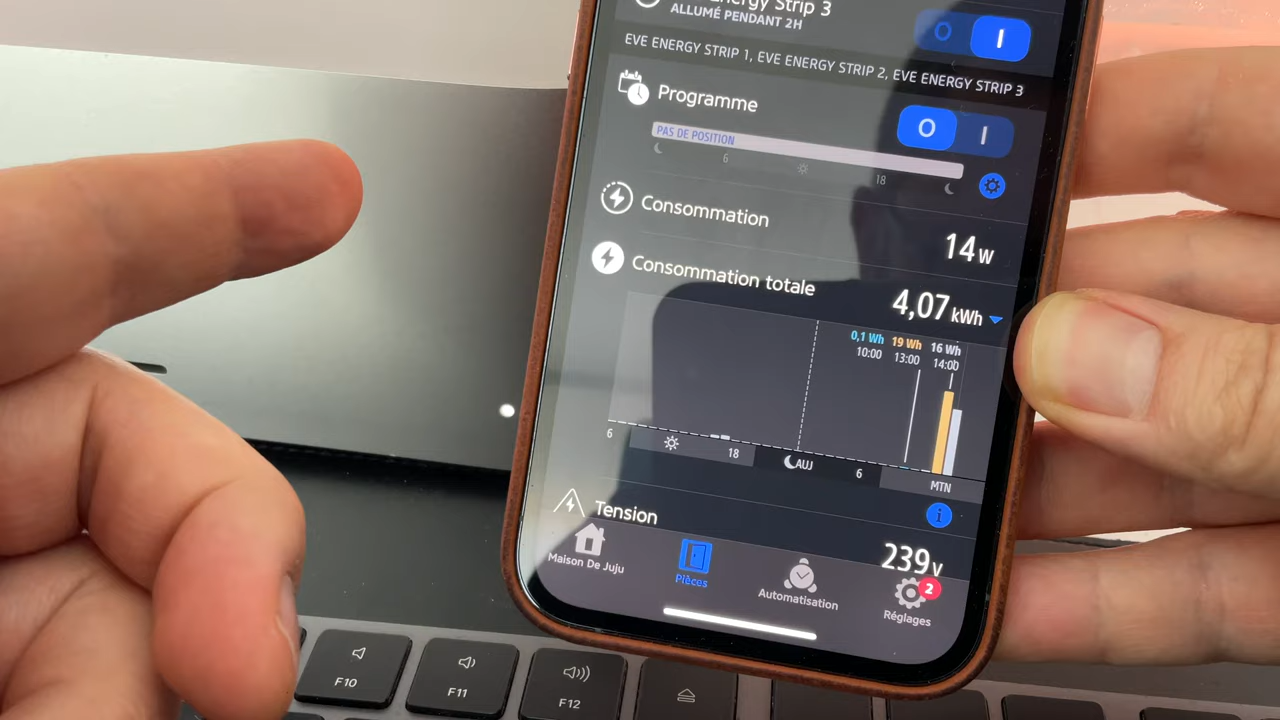 Energy Strip 3
ALLUMÉ PENDANT 2H
O I
EVE ENERGY STRIP 1, EVE ENERGY STRIP 2, EVE ENERGY STRIP 3
Programme
O I
PAS DE POSITION
6 18
Consommation
14 W
Consommation totale
4,07 kWh
0,1 Wh 19 Wh 16 Wh
10:00 13:00 14:00
6 18 AUJ 6 MTN
Tension
239 V
Maison De Juju
Pièces
Automatisation
Réglages
2
F10
F11
F12